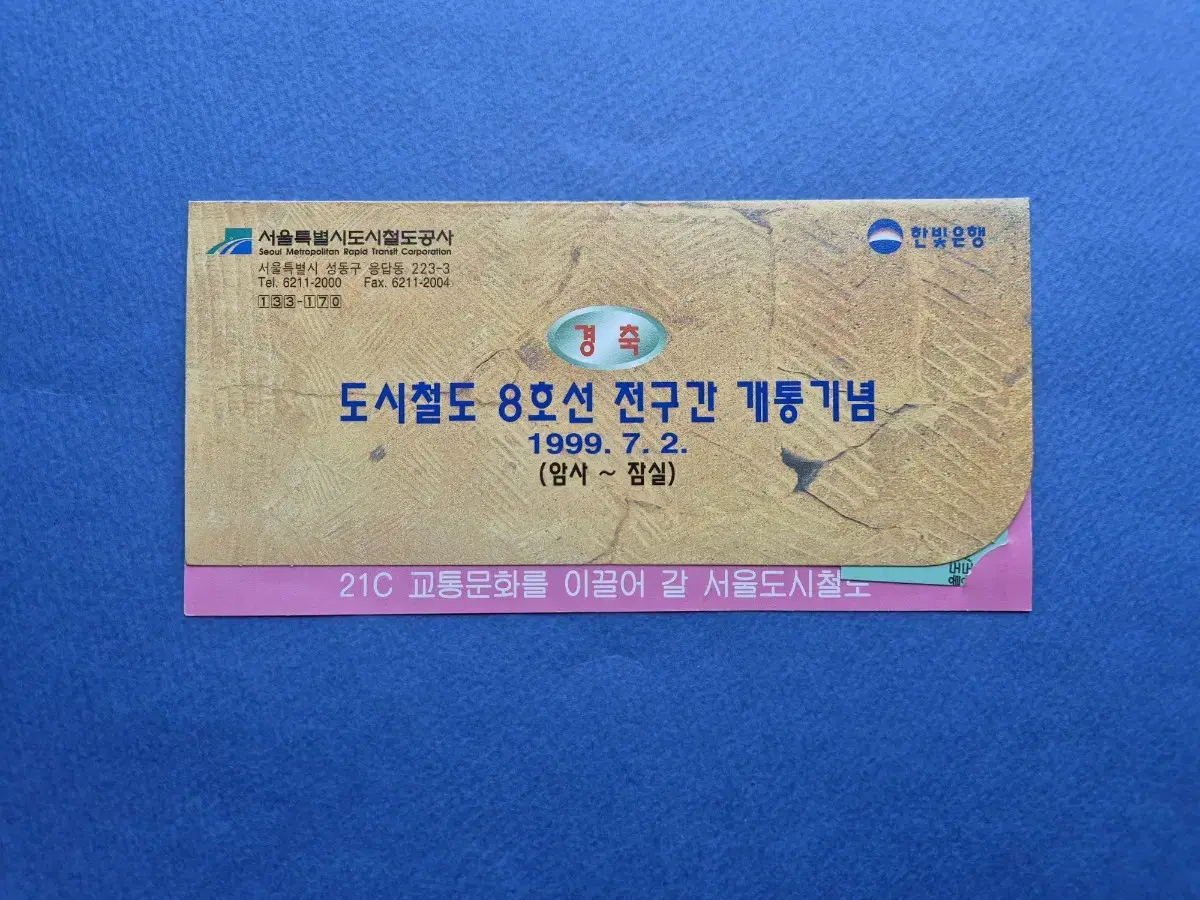 서울특별시도시철도공사
Seoul Metropolitan Rapid Transit Corporation
서울특별시 성동구 용답동 223-3
Tel. 6211-2000 Fax. 6211-2004
133-170
한빛은행
경 축
도시철도 8호선 전구간 개통기념
1999. 7. 2.
(암사 ~ 잠실)
21C 교통문화를 이끌어 갈 서울도시철도